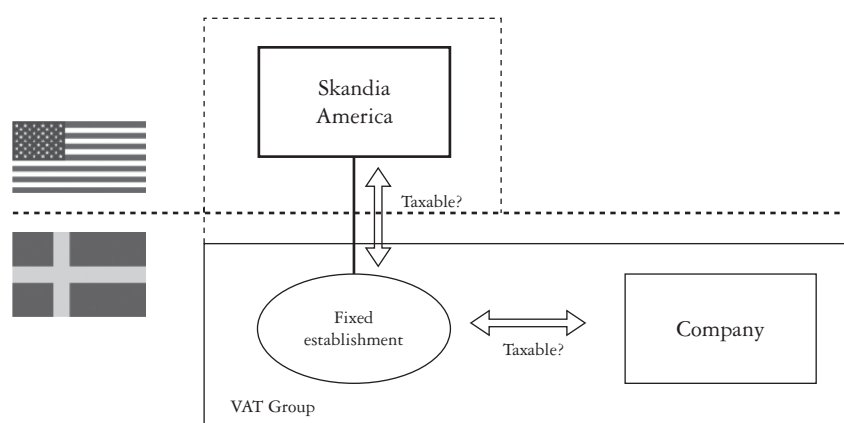 Skandia
America
Taxable?
Fixed
establishment
Taxable?
Company
VAT Group